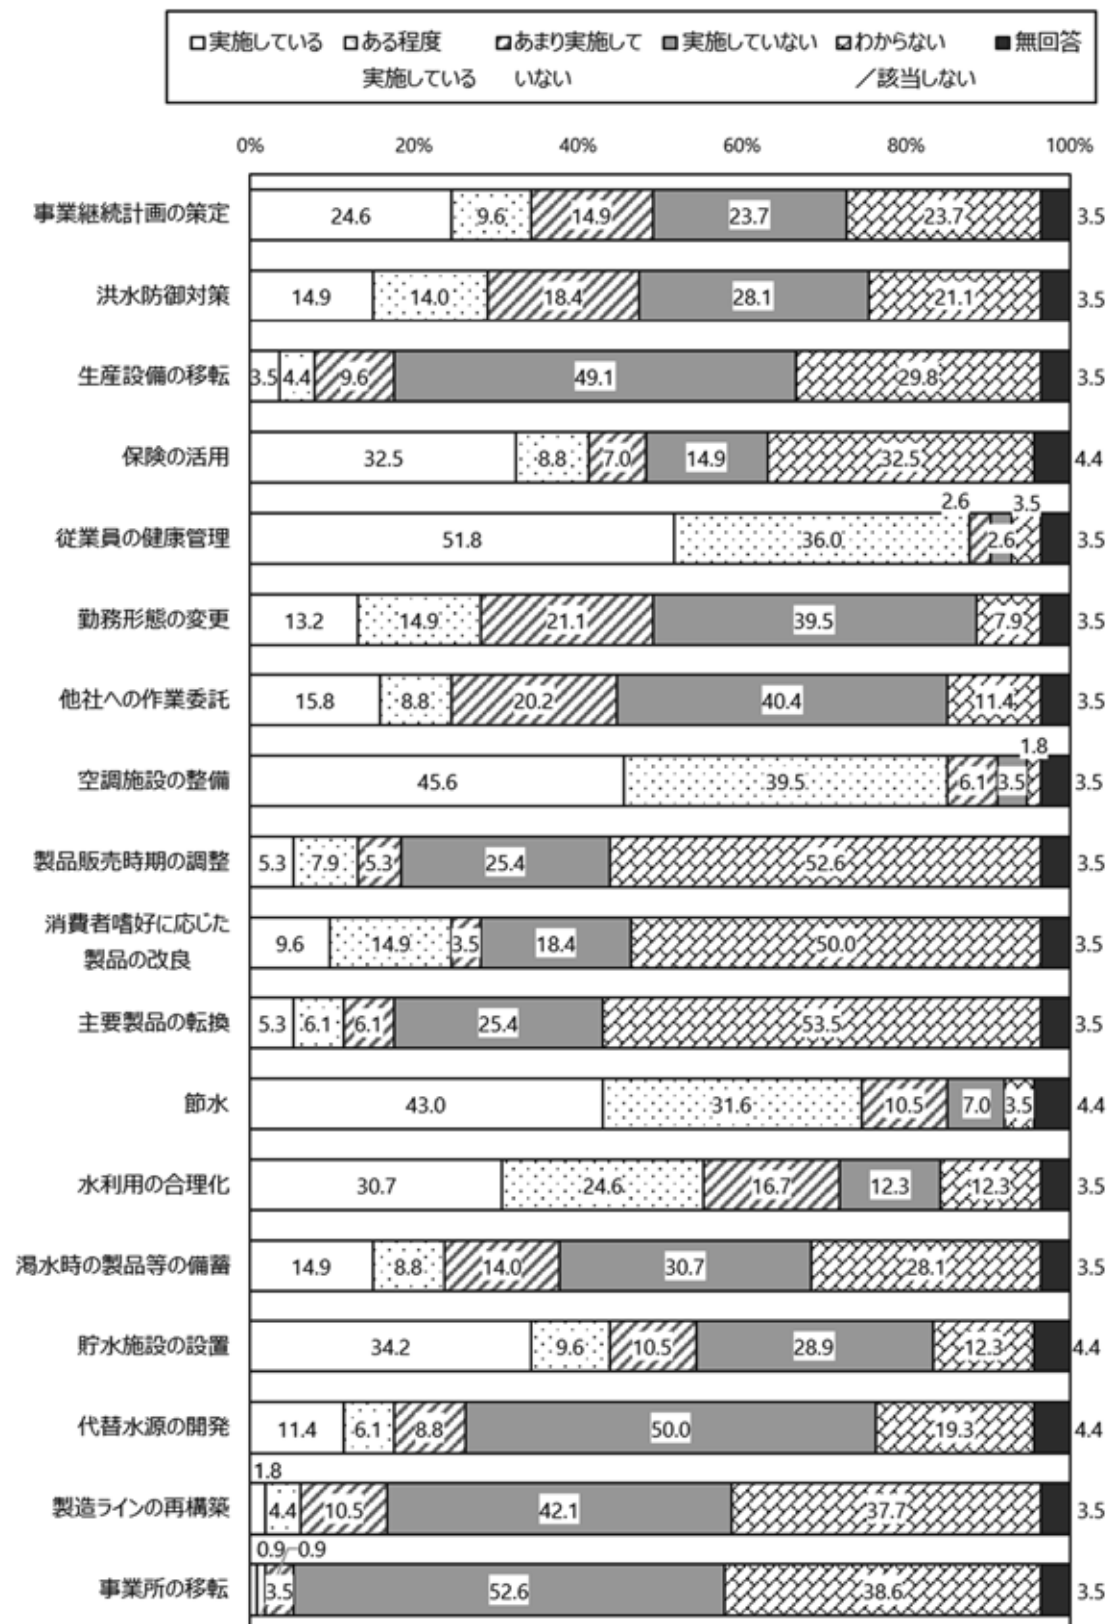 □実施している □ある程度 ☑あまり実施して ■実施していない ☑わからない ■無回答
実施している いない ／該当しない
0% 20% 40% 60% 80% 100%
事業継続計画の策定 24.6 9.6 14.9 23.7 23.7 3.5
洪水防御対策 14.9 14.0 18.4 28.1 21.1 3.5
生産設備の移転 3.5 4.4 9.6 49.1 29.8 3.5
保険の活用 32.5 8.8 7.0 14.9 32.5 4.4
2.6 3.5
従業員の健康管理 51.8 36.0 2.6 3.5
勤務形態の変更 13.2 14.9 21.1 39.5 7.9 3.5
他社への作業委託 15.8 8.8 20.2 40.4 11.4 3.5
1.8
空調施設の整備 45.6 39.5 6.1 3.5 3.5
製品販売時期の調整 5.3 7.9 5.3 25.4 52.6 3.5
消費者嗜好に応じた
製品の改良 9.6 14.9 3.5 18.4 50.0 3.5
主要製品の転換 5.3 6.1 6.1 25.4 53.5 3.5
節水 43.0 31.6 10.5 7.0 3.5 4.4
水利用の合理化 30.7 24.6 16.7 12.3 12.3 3.5
渇水時の製品等の備蓄 14.9 8.8 14.0 30.7 28.1 3.5
貯水施設の設置 34.2 9.6 10.5 28.9 12.3 4.4
代替水源の開発 11.4 6.1 8.8 50.0 19.3 4.4
1.8
製造ラインの再構築 4.4 10.5 42.1 37.7 3.5
0.9 0.9
事業所の移転 3.5 52.6 38.6 3.5